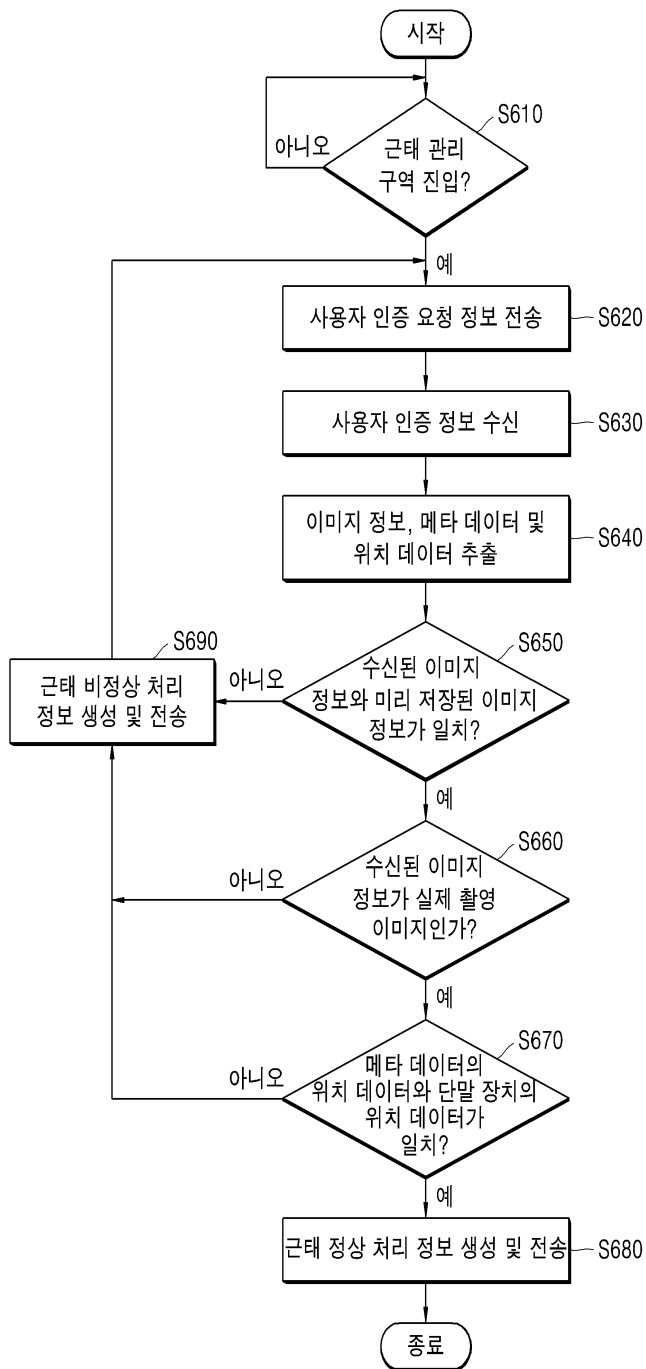 시작
S610
아니오
근태 관리
구역 진입?
예
사용자 인증 요청 정보 전송
S620
사용자 인증 정보 수신
S630
이미지 정보, 메타 데이터 및
위치 데이터 추출
S640
S690
근태 비정상 처리
정보 생성 및 전송
아니오
S650
수신된 이미지
정보와 미리 저장된 이미지
정보가 일치?
예
S660
아니오
수신된 이미지
정보가 실제 촬영
이미지인가?
예
S670
아니오
메타 데이터의
위치 데이터와 단말 장치의
위치 데이터가
일치?
예
근태 정상 처리 정보 생성 및 전송
S680
종료